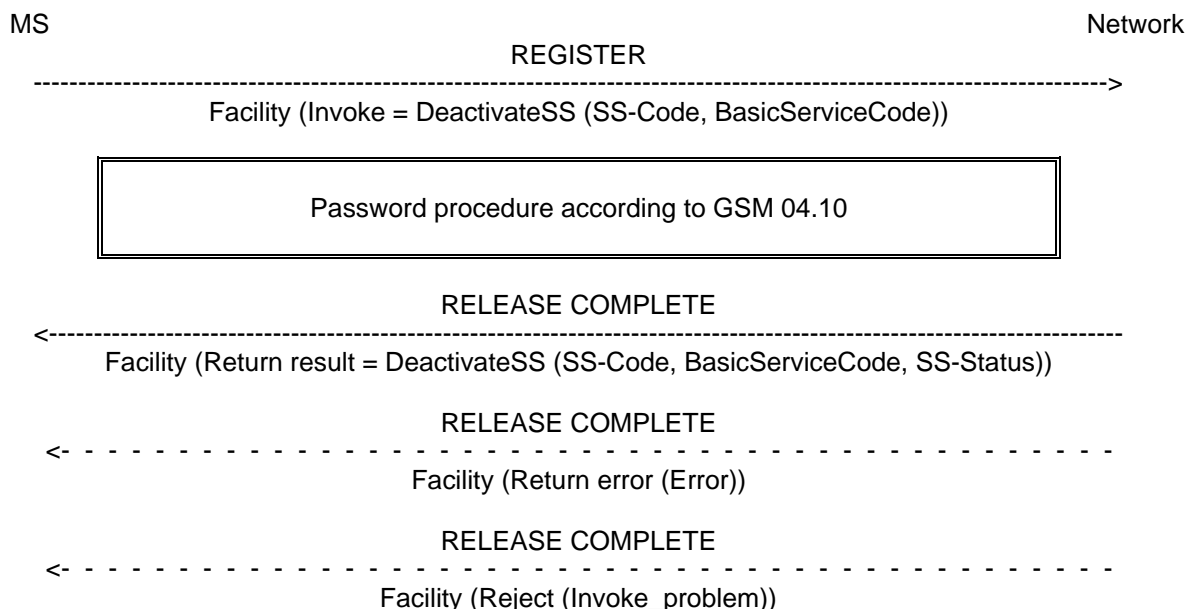 MS Network
REGISTER
Facility (Invoke = DeactivateSS (SS-Code, BasicServiceCode))
Password procedure according to GSM 04.10
RELEASE COMPLETE
Facility (Return result = DeactivateSS (SS-Code, BasicServiceCode, SS-Status))
RELEASE COMPLETE
Facility (Return error (Error))
RELEASE COMPLETE
Facility (Reject (Invoke_problem))